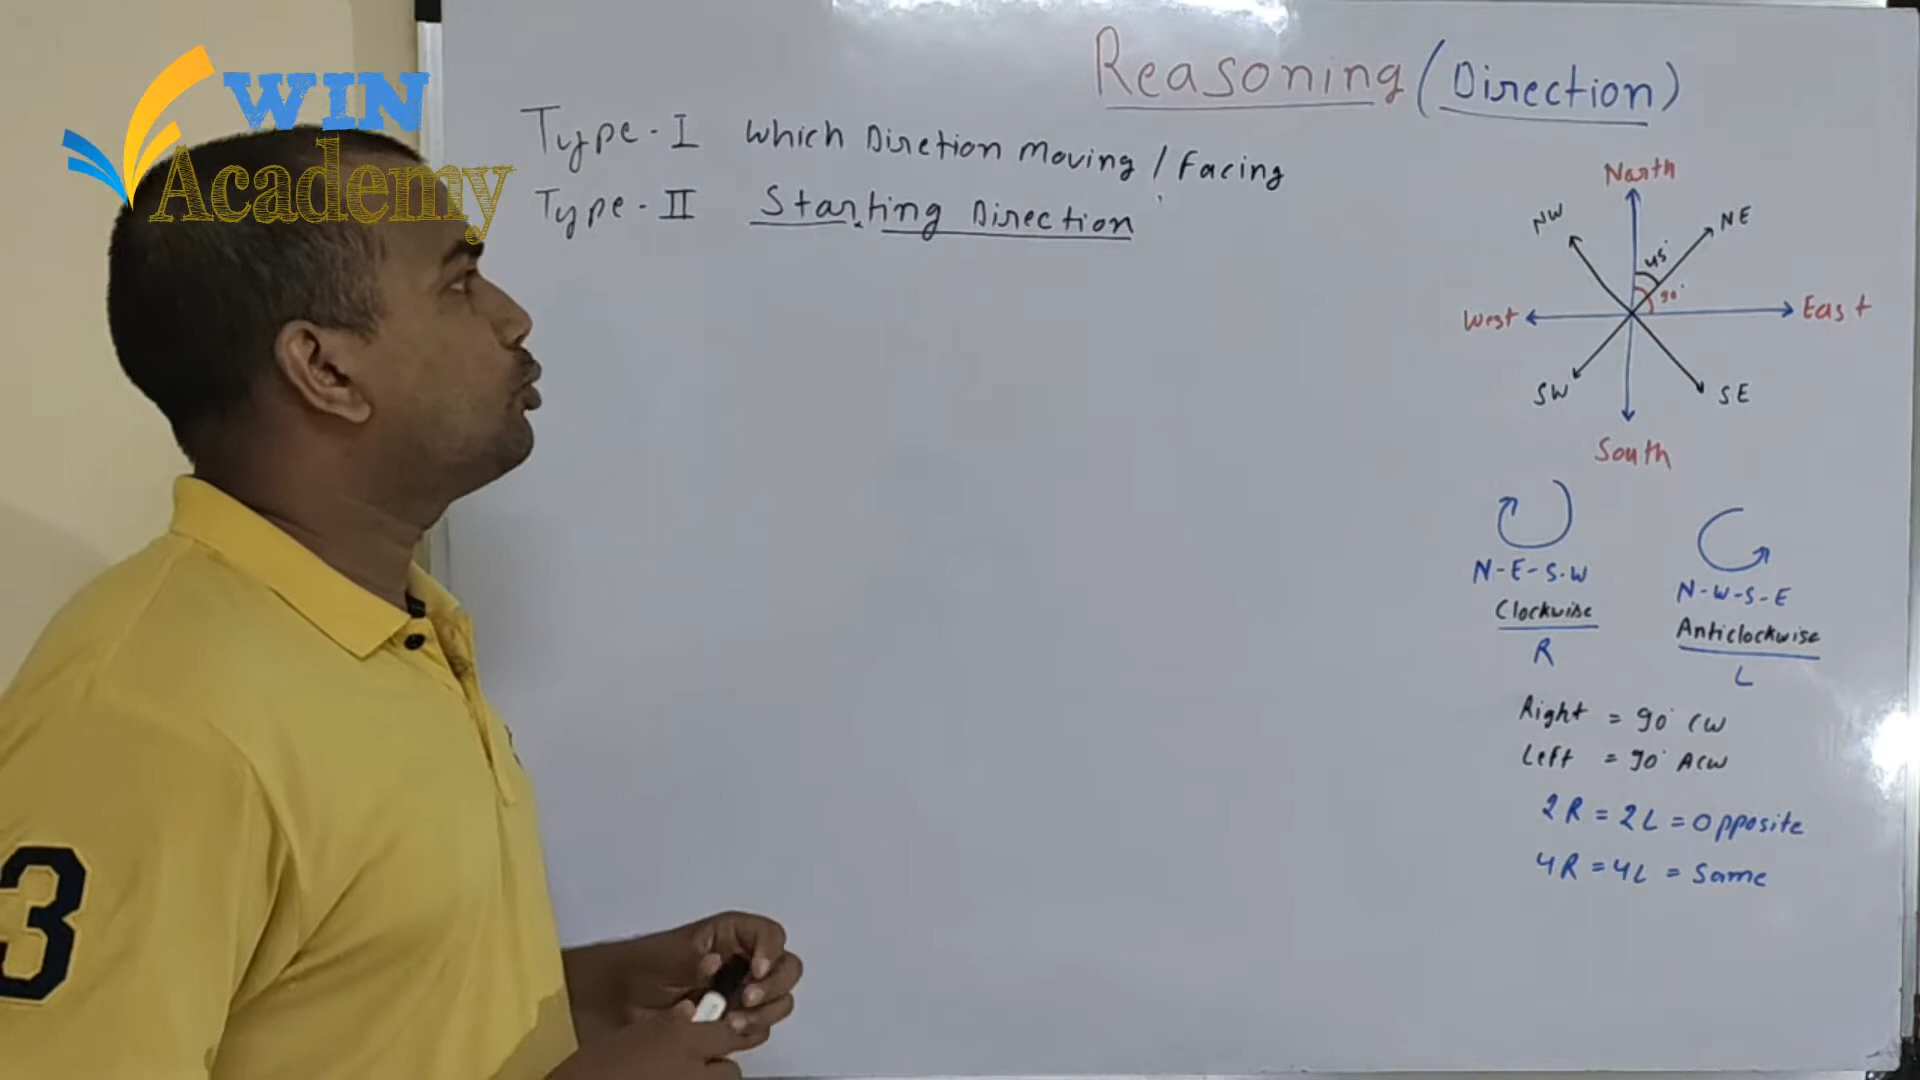 WIN
Academy
Reasoning (Direction)
Type-I Which Diretion Moving / Facing
Type-II Starting Direction
North
NW
NE
45°
90°
West
East
SW
SE
South
N-E-S-W
Clockwise
R
N-W-S-E
Anticlockwise
L
Right = 90° CW
Left = 90° ACW
2R = 2L = Opposite
4R = 4L = Same
3